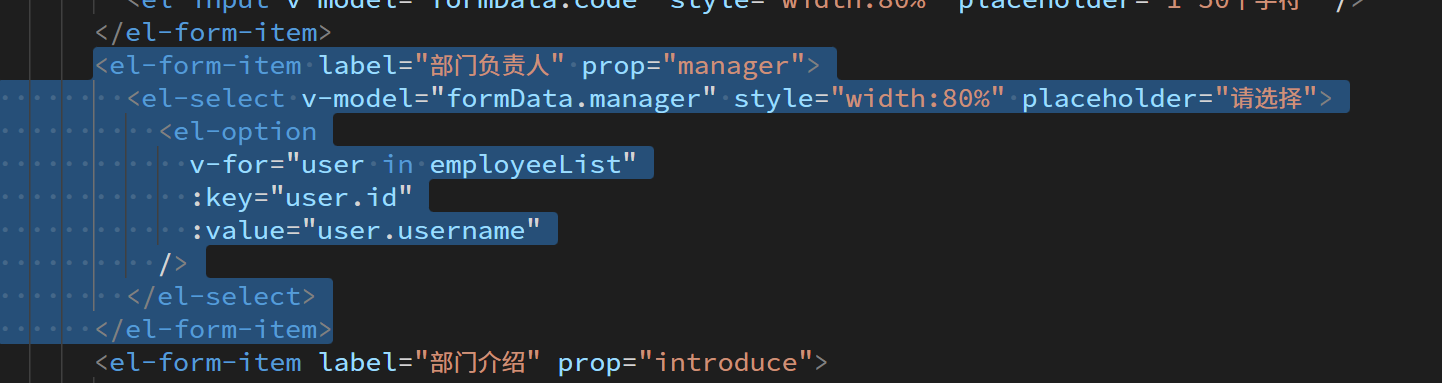 <el-input v-model="formData.code" style="width:80%" placeholder="1-50个字符" />
</el-form-item>
<el-form-item label="部门负责人" prop="manager">
<el-select v-model="formData.manager" style="width:80%" placeholder="请选择">
<el-option
v-for="user in employeeList"
:key="user.id"
:value="user.username"
/>
</el-select>
</el-form-item>
<el-form-item label="部门介绍" prop="introduce">